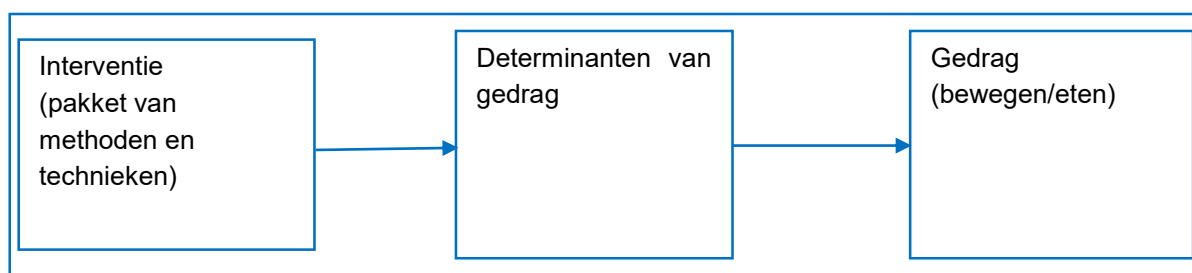 Interventie
(pakket van
methoden en
technieken)
Determinanten van
gedrag
Gedrag
(bewegen/eten)